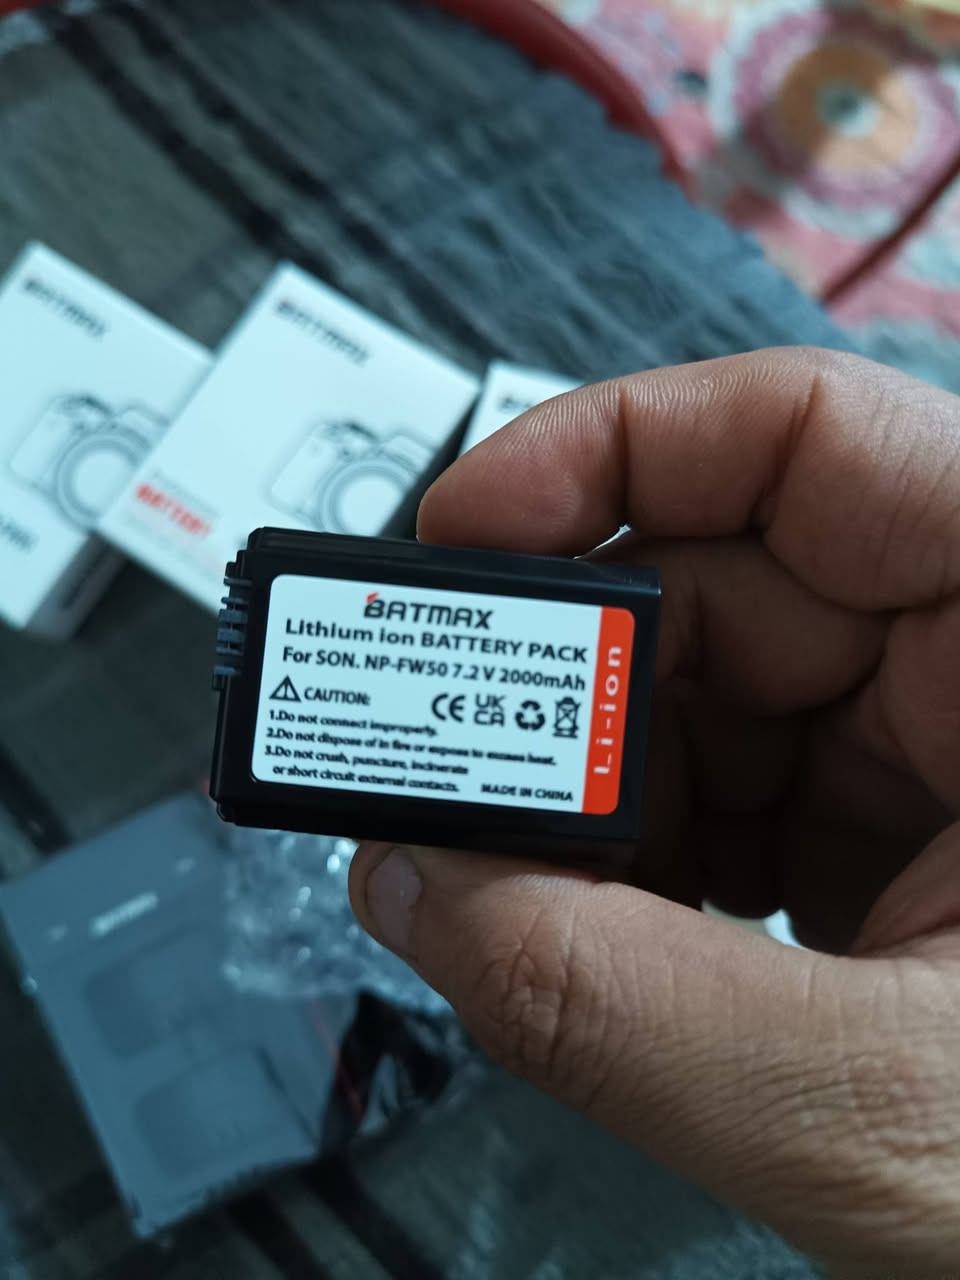 BATMAX
BATMAX
BATTERY
BATMAX
Lithium ion BATTERY PACK
For SON. NP-FW50 7.2V 2000mAh
CAUTION:
CE UK CA
1.Do not connect improperly.
2.Do not dispose of in fire or expose to excess heat.
3.Do not crush, puncture, incinerate
or short circuit external contacts.
MADE IN CHINA
Li-ion
BATMAX